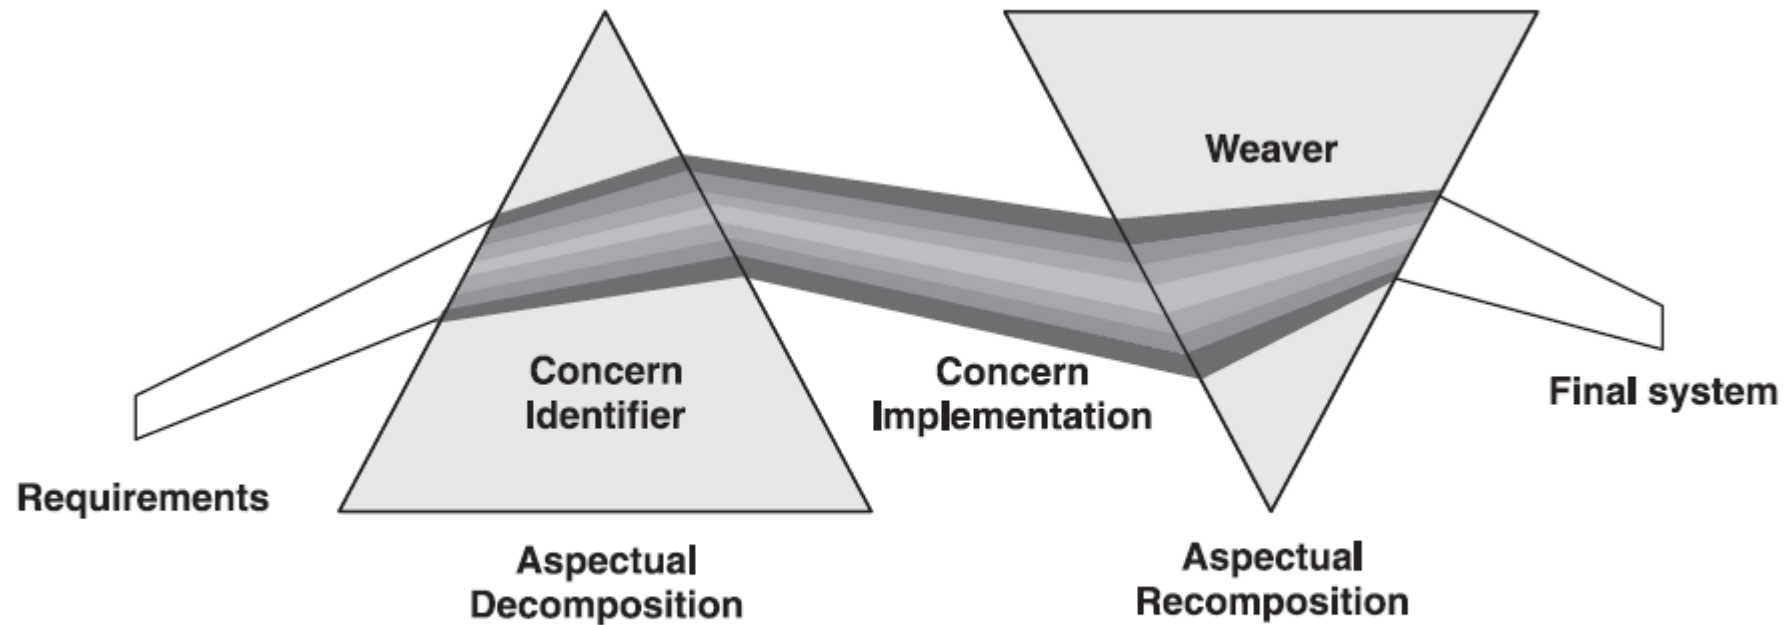 Requirements
Concern
Identifier
Aspectual
Decomposition
Concern
Implementation
Weaver
Aspectual
Recomposition
Final system